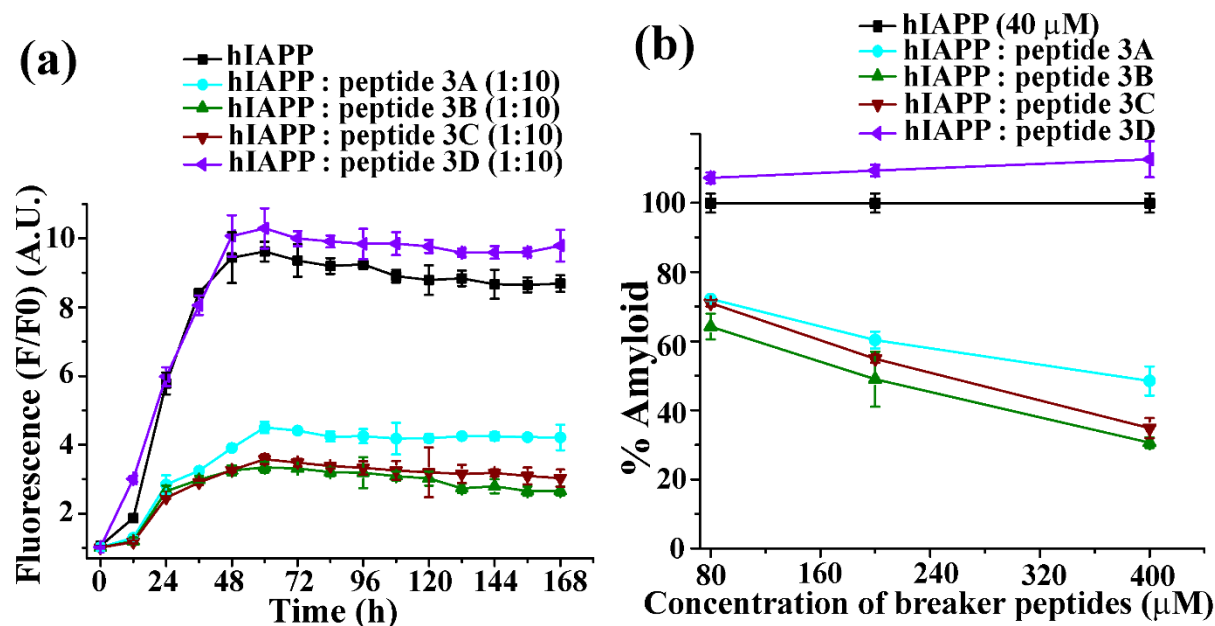 (a)
hIAPP
hIAPP : peptide 3A (1:10)
hIAPP : peptide 3B (1:10)
hIAPP : peptide 3C (1:10)
hIAPP : peptide 3D (1:10)
Fluorescence (F/F0) (A.U.)
10
8
6
4
2
0 24 48 72 96 120 144 168
Time (h)
(b)
hIAPP (40 μM)
hIAPP : peptide 3A
hIAPP : peptide 3B
hIAPP : peptide 3C
hIAPP : peptide 3D
% Amyloid
100
80
60
40
20
0
80 160 240 320 400
Concentration of breaker peptides (μM)